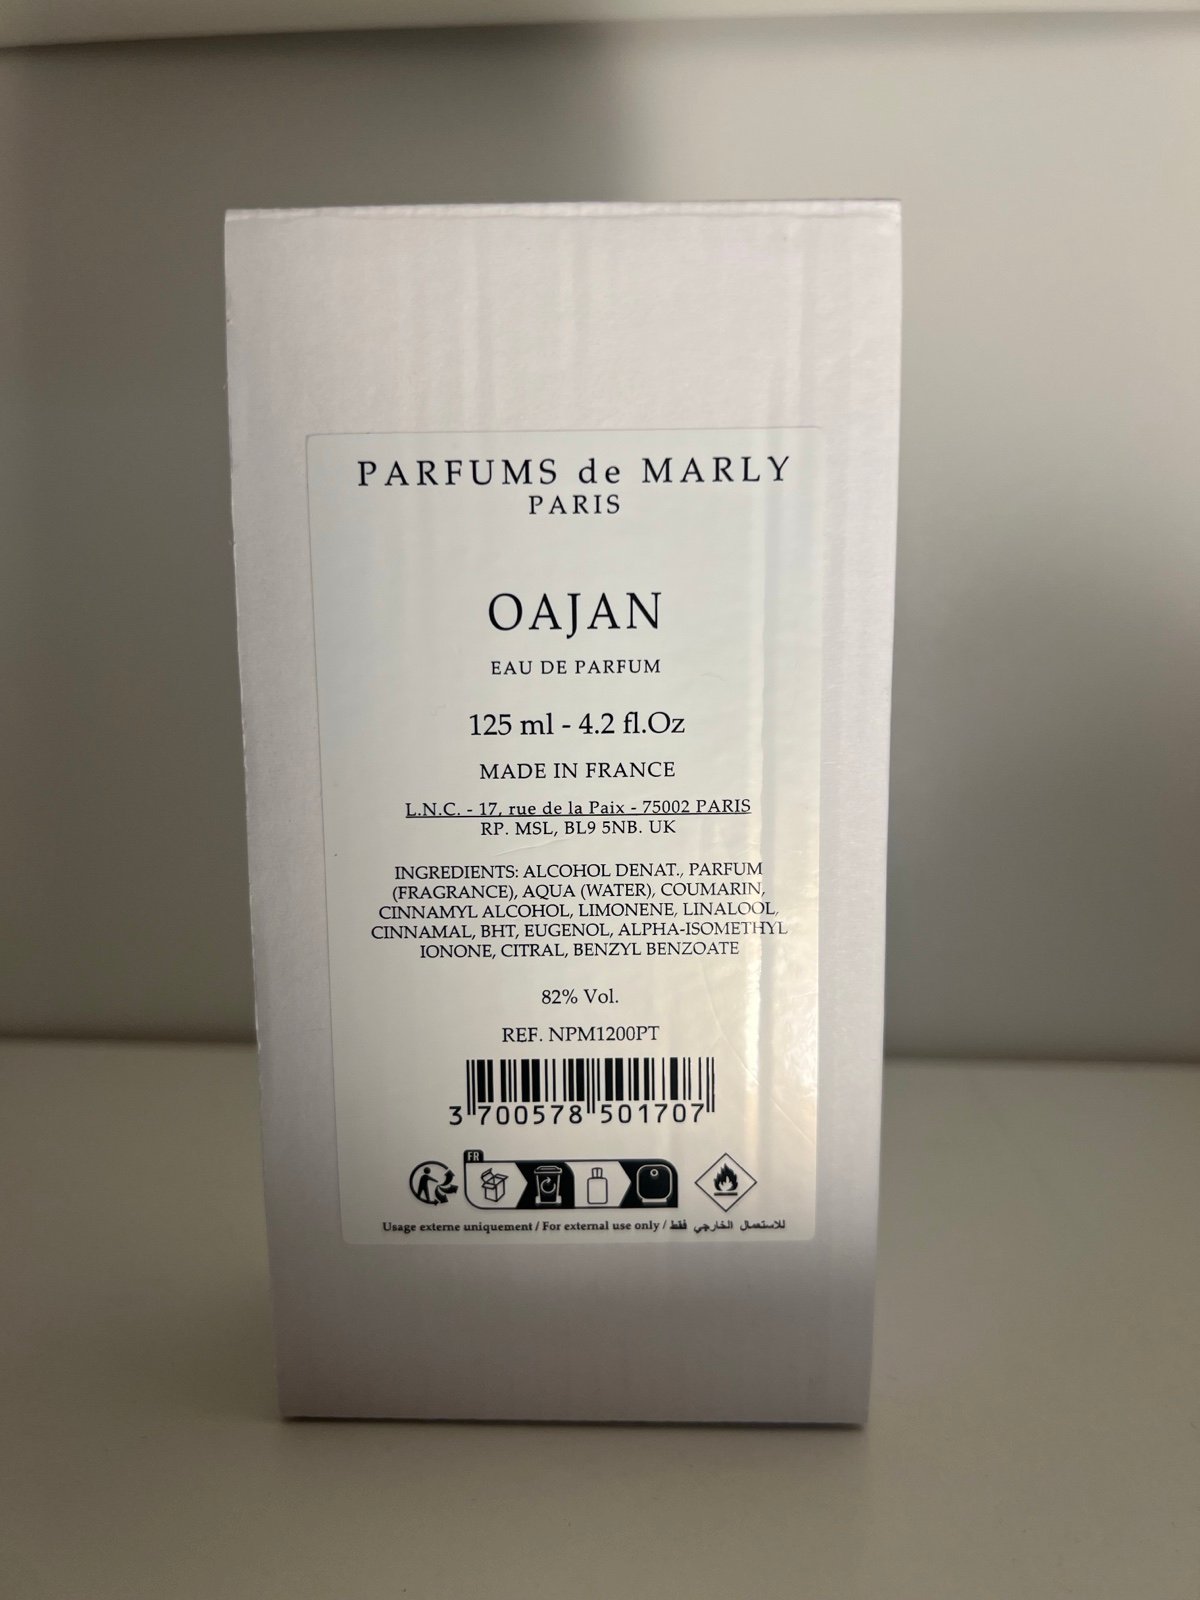 PARFUMS de MARLY
PARIS
OAJAN
EAU DE PARFUM
125 ml - 4.2 fl.Oz
MADE IN FRANCE
L.N.C. - 17, rue de la Paix - 75002 PARIS
RP. MSL, BL9 5NB. UK
INGREDIENTS: ALCOHOL DENAT., PARFUM
(FRAGRANCE), AQUA (WATER), COUMARIN,
CINNAMYL ALCOHOL, LIMONENE, LINALOOL,
CINNAMAL, BHT, EUGENOL, ALPHA-ISOMETHYL
IONONE, CITRAL, BENZYL BENZOATE
82% Vol.
REF. NPM1200PT
3 700578 501707
FR
Usage externe uniquement / For external use only / للاستعمال الخارجي فقط